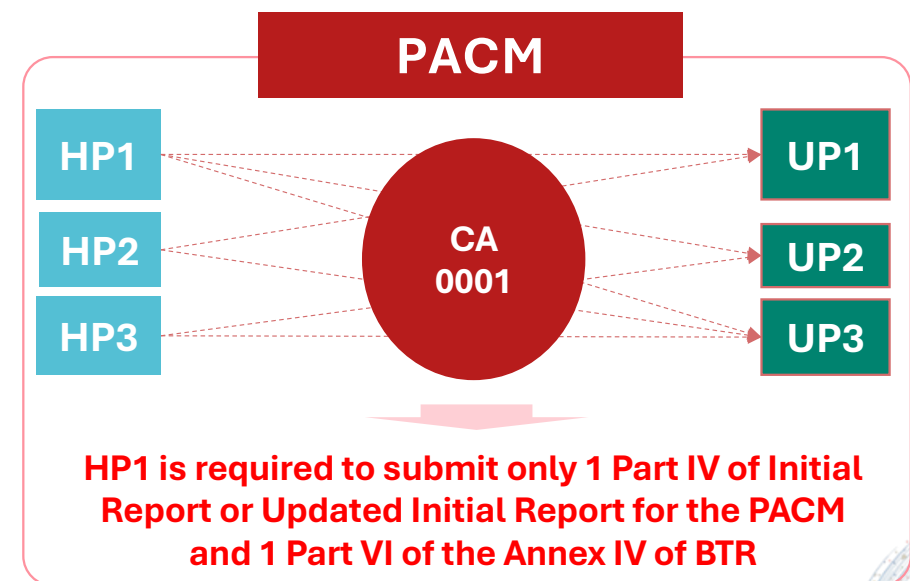 PACM
HP1
HP2
HP3
CA
0001
UP1
UP2
UP3
HP1 is required to submit only 1 Part IV of Initial
Report or Updated Initial Report for the PACM
and 1 Part VI of the Annex IV of BTR